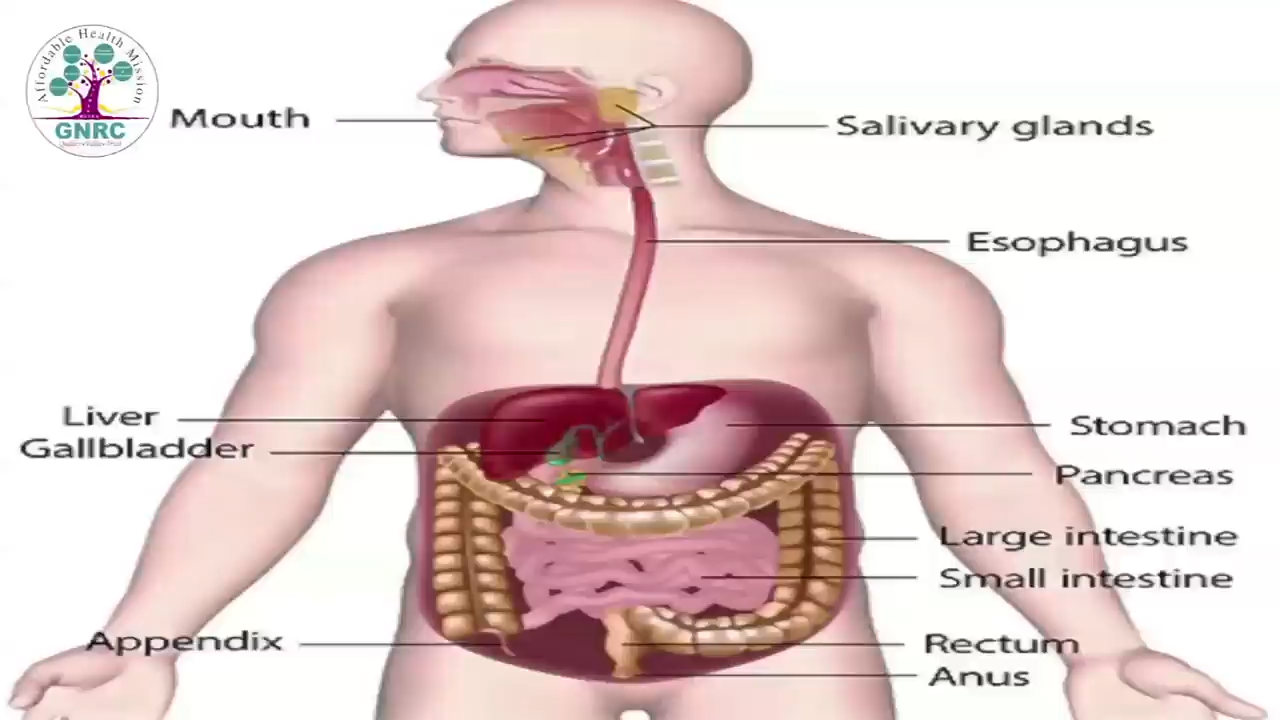 Affordable Health Mission
GNRC
Mouth
Salivary glands
Esophagus
Liver
Gallbladder
Stomach
Pancreas
Large intestine
Small intestine
Appendix
Rectum
Anus